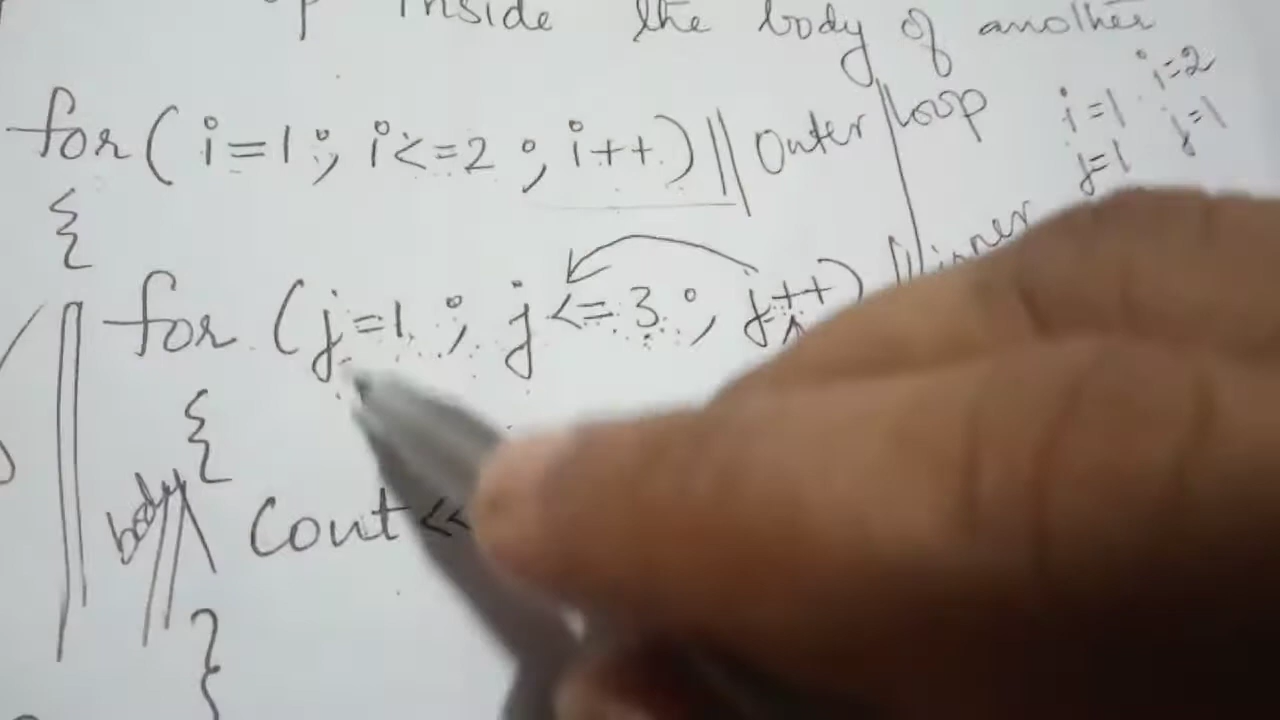 inside the body of another
for ( i=1 ; i<=2 ; i++ ) || Outer loop i=1 i=2
{ j=1 j=1
for ( j=1 ; j<=3 ; j++ ) || inner
{
body Cout <<
}
}